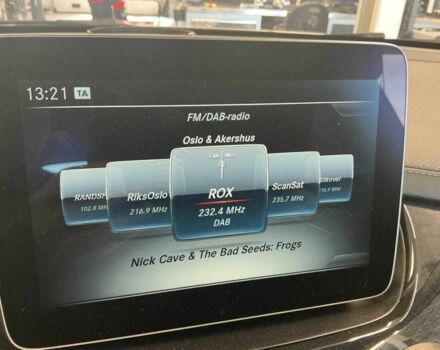 13:21 TA
FM/DAB-radio
Oslo & Akershus
RANDSF
102.8 MHz
RiksOslo
216.9 MHz
ROX
232.4 MHz
DAB
ScanSat
235.7 MHz
Nick Cave & The Bad Seeds: Frogs